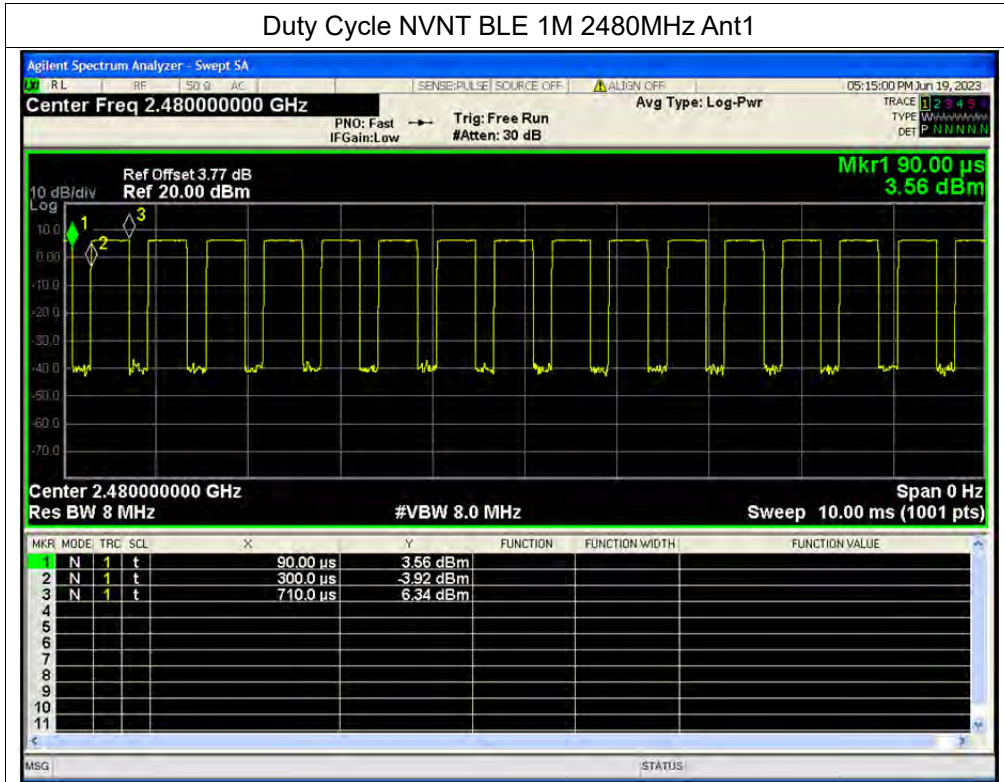 Duty Cycle NVNT BLE 1M 2480MHz Ant1
Agilent Spectrum Analyzer - Swept SA
RL RF 50 Ω AC SENSE:PULSE SOURCE OFF ALIGN OFF 05:15:00 PM Jun 19, 2023
Center Freq 2.480000000 GHz Avg Type: Log-Pwr TRACE 1 2 3 4 5 6
PNO: Fast Trig: Free Run TYPE W
IFGain:Low #Atten: 30 dB DET P N N N N N
Mkr1 90.00 µs
Ref Offset 3.77 dB
10 dB/div Ref 20.00 dBm 3.56 dBm
Log
10.0
0.00
-10.0
-20.0
-30.0
-40.0
-50.0
-60.0
-70.0
1
2
3
Center 2.480000000 GHz Span 0 Hz
Res BW 8 MHz #VBW 8.0 MHz Sweep 10.00 ms (1001 pts)
MKR MODE TRC SCL X Y FUNCTION FUNCTION WIDTH FUNCTION VALUE
1 N 1 t 90.00 µs 3.56 dBm
2 N 1 t 300.0 µs -3.92 dBm
3 N 1 t 710.0 µs 6.34 dBm
4
5
6
7
8
9
10
11
MSG STATUS